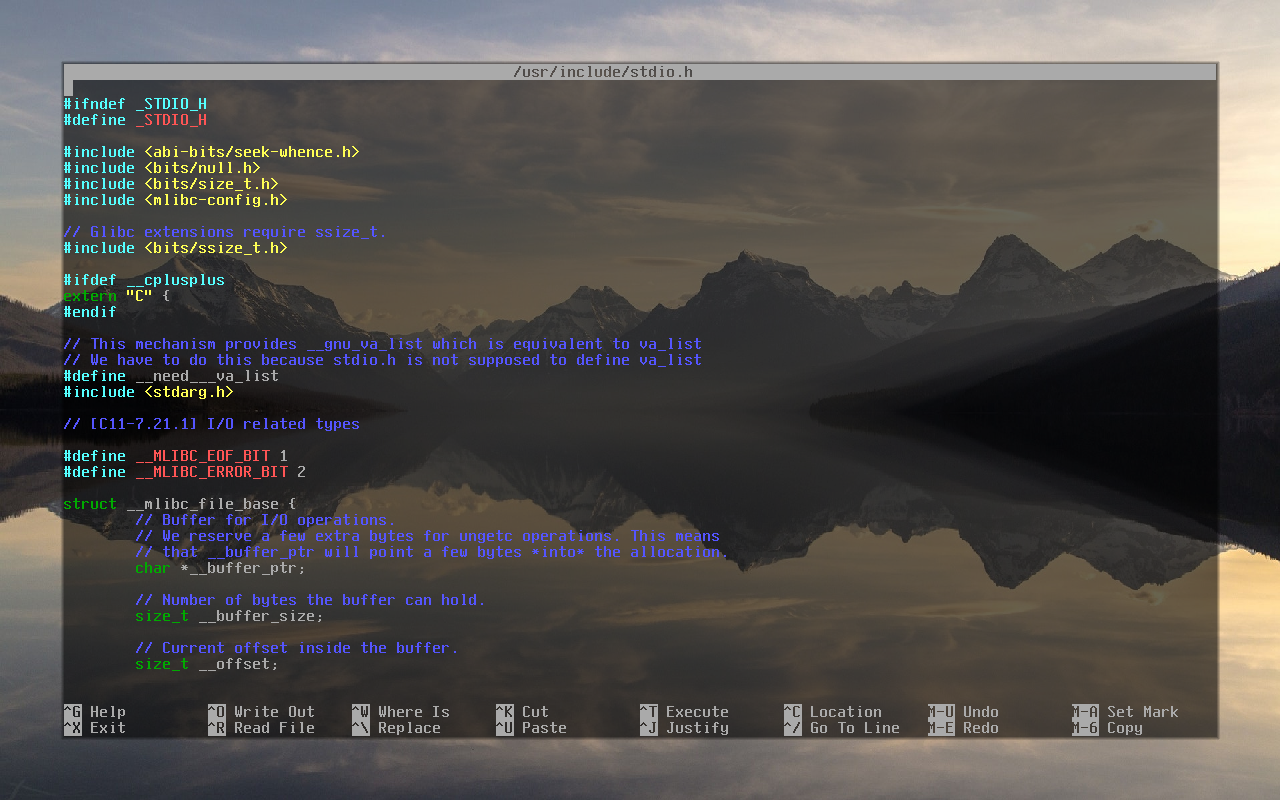 /usr/include/stdio.h
#ifndef _STDIO_H
#define _STDIO_H
#include <abi-bits/seek-whence.h>
#include <bits/null.h>
#include <bits/size_t.h>
#include <mlibc-config.h>
// Glibc extensions require ssize_t.
#include <bits/ssize_t.h>
#ifdef __cplusplus
extern "C" {
#endif
// This mechanism provides __gnu_va_list which is equivalent to va_list
// We have to do this because stdio.h is not supposed to define va_list
#define __need___va_list
#include <stdarg.h>
// [C11-7.21.1] I/O related types
#define __MLIBC_EOF_BIT 1
#define __MLIBC_ERROR_BIT 2
struct __mlibc_file_base {
// Buffer for I/O operations.
// We reserve a few extra bytes for ungetc operations. This means
// that __buffer_ptr will point a few bytes *into* the allocation.
char *__buffer_ptr;
// Number of bytes the buffer can hold.
size_t __buffer_size;
// Current offset inside the buffer.
size_t __offset;
^G Help ^O Write Out ^W Where Is ^K Cut ^T Execute ^C Location M-U Undo M-A Set Mark
^X Exit ^R Read File ^\ Replace ^U Paste ^J Justify ^/ Go To Line M-E Redo M-6 Copy